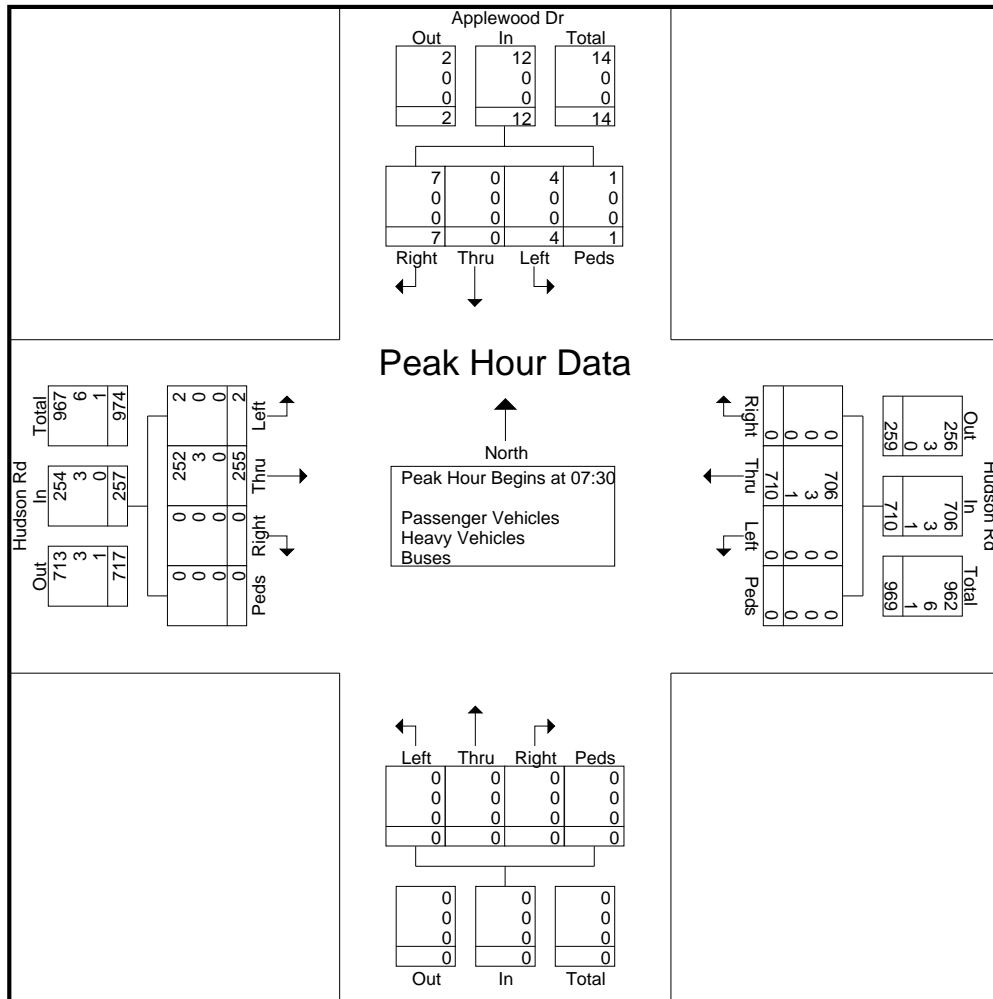 Applewood Dr
Out In Total
2 12 14
0 0 0
0 0 0
2 12 14
7 0 4 1
0 0 0 0
0 0 0 0
7 0 4 1
Right Thru Left Peds
Peak Hour Data
North
Peak Hour Begins at 07:30
Passenger Vehicles
Heavy Vehicles
Buses
Hudson Rd
Out In Total
713 254 967
3 3 6
1 0 1
717 257 974
Peds Right Thru Left
0 0 252 2
0 0 3 0
0 0 0 0
0 0 255 2
Hudson Rd
Out In Total
256 706 962
3 3 6
0 1 1
259 710 969
Right Thru Left Peds
0 706 0 0
0 3 0 0
0 1 0 0
0 710 0 0
Left Thru Right Peds
0 0 0 0
0 0 0 0
0 0 0 0
0 0 0 0
0 0 0
0 0 0
0 0 0
0 0 0
Out In Total